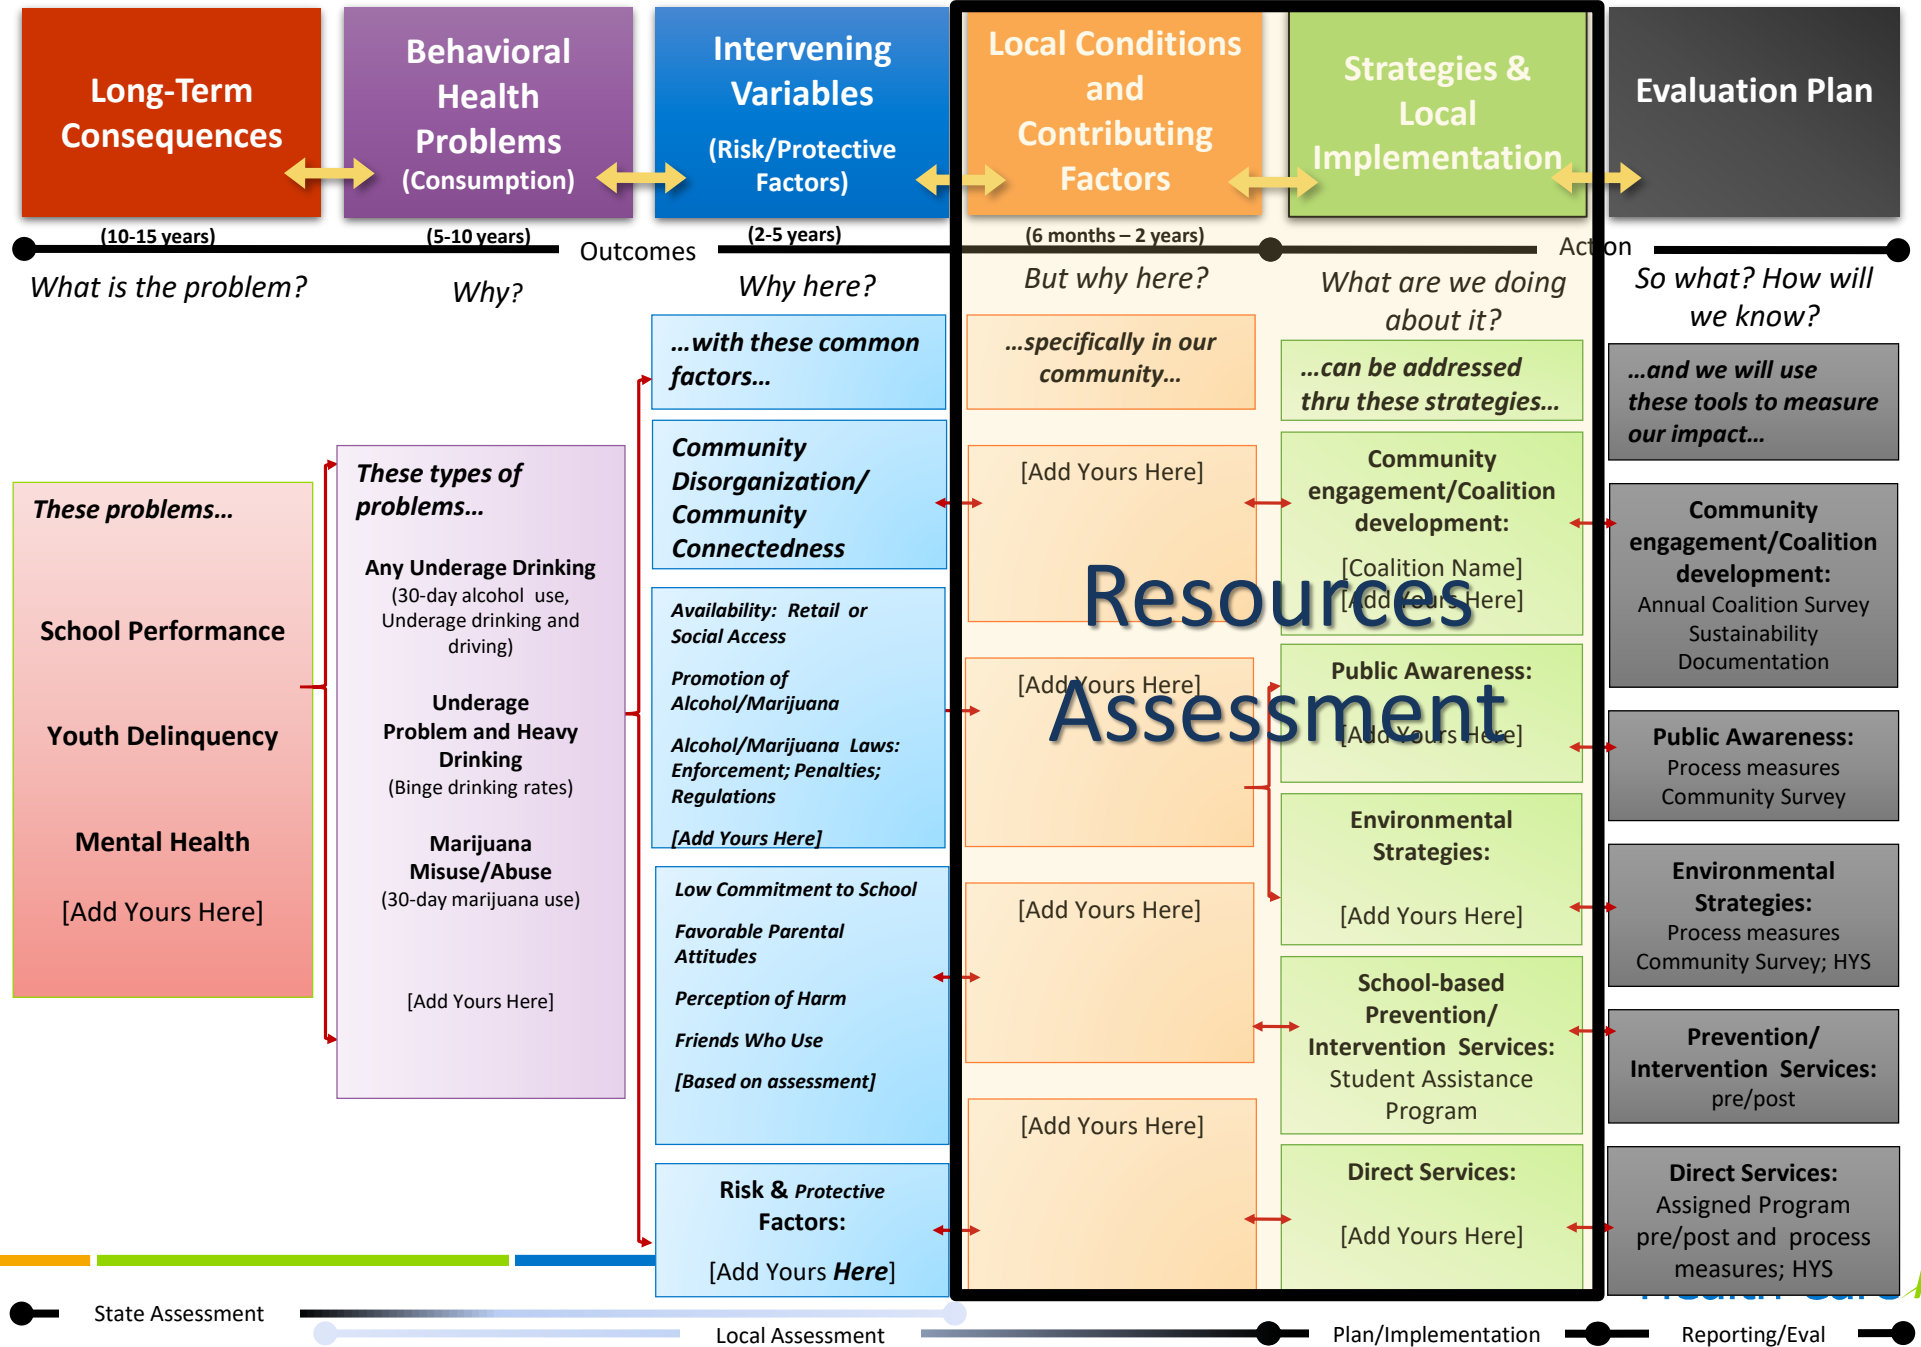 Long-Term
Consequences
Behavioral
Health
Problems
(Consumption)
Intervening
Variables
(Risk/Protective
Factors)
Local Conditions
and
Contributing
Factors
Strategies &
Local
Implementation
Evaluation Plan
(10-15 years)
(5-10 years)
(2-5 years)
(6 months – 2 years)
Outcomes
Action
What is the problem?
Why?
Why here?
But why here?
What are we doing
about it?
So what? How will
we know?
These problems...
School Performance
Youth Delinquency
Mental Health
[Add Yours Here]
These types of
problems...
Any Underage Drinking
(30-day alcohol use,
Underage drinking and
driving)
Underage
Problem and Heavy
Drinking
(Binge drinking rates)
Marijuana
Misuse/Abuse
(30-day marijuana use)
[Add Yours Here]
...with these common
factors...
Community
Disorganization/
Community
Connectedness
Availability: Retail or
Social Access
Promotion of
Alcohol/Marijuana
Alcohol/Marijuana Laws:
Enforcement; Penalties;
Regulations
[Add Yours Here]
Low Commitment to School
Favorable Parental
Attitudes
Perception of Harm
Friends Who Use
[Based on assessment]
Risk & Protective
Factors:
[Add Yours Here]
...specifically in our
community...
[Add Yours Here]
[Add Yours Here]
[Add Yours Here]
[Add Yours Here]
Resources
Assessment
...can be addressed
thru these strategies...
Community
engagement/Coalition
development:
[Coalition Name]
[Add Yours Here]
Public Awareness:
[Add Yours Here]
Environmental
Strategies:
[Add Yours Here]
School-based
Prevention/
Intervention Services:
Student Assistance
Program
Direct Services:
[Add Yours Here]
...and we will use
these tools to measure
our impact...
Community
engagement/Coalition
development:
Annual Coalition Survey
Sustainability
Documentation
Public Awareness:
Process measures
Community Survey
Environmental
Strategies:
Process measures
Community Survey; HYS
Prevention/
Intervention Services:
pre/post
Direct Services:
Assigned Program
pre/post and process
measures; HYS
State Assessment
Local Assessment
Plan/Implementation
Reporting/Eval